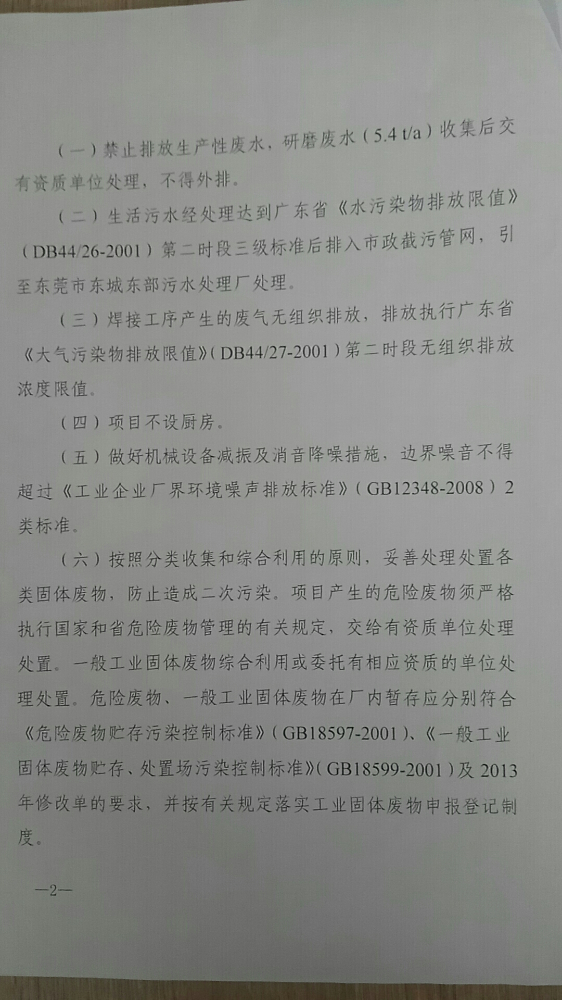 （一）禁止排放生产性废水，研磨废水（5.4 t/a）收集后交
有资质单位处理，不得外排。
（二）生活污水经处理达到广东省《水污染物排放限值》
（DB44/26-2001）第二时段三级标准后排入市政截污管网，引
至东莞市东城东部污水处理厂处理。
（三）焊接工序产生的废气无组织排放，排放执行广东省
《大气污染物排放限值》（DB44/27-2001）第二时段无组织排放
浓度限值。
（四）项目不设厨房。
（五）做好机械设备减振及消音降噪措施，边界噪音不得
超过《工业企业厂界环境噪声排放标准》（GB12348-2008）2
类标准。
（六）按照分类收集和综合利用的原则，妥善处理处置各
类固体废物，防止造成二次污染。项目产生的危险废物须严格
执行国家和省危险废物管理的有关规定，交给有资质单位处理
处置。一般工业固体废物综合利用或委托有相应资质的单位处
理处置。危险废物、一般工业固体废物在厂内暂存应分别符合
《危险废物贮存污染控制标准》（GB18597-2001）、《一般工业
固体废物贮存、处置场污染控制标准》（GB18599-2001）及 2013
年修改单的要求，并按有关规定落实工业固体废物申报登记制
度。
—2—